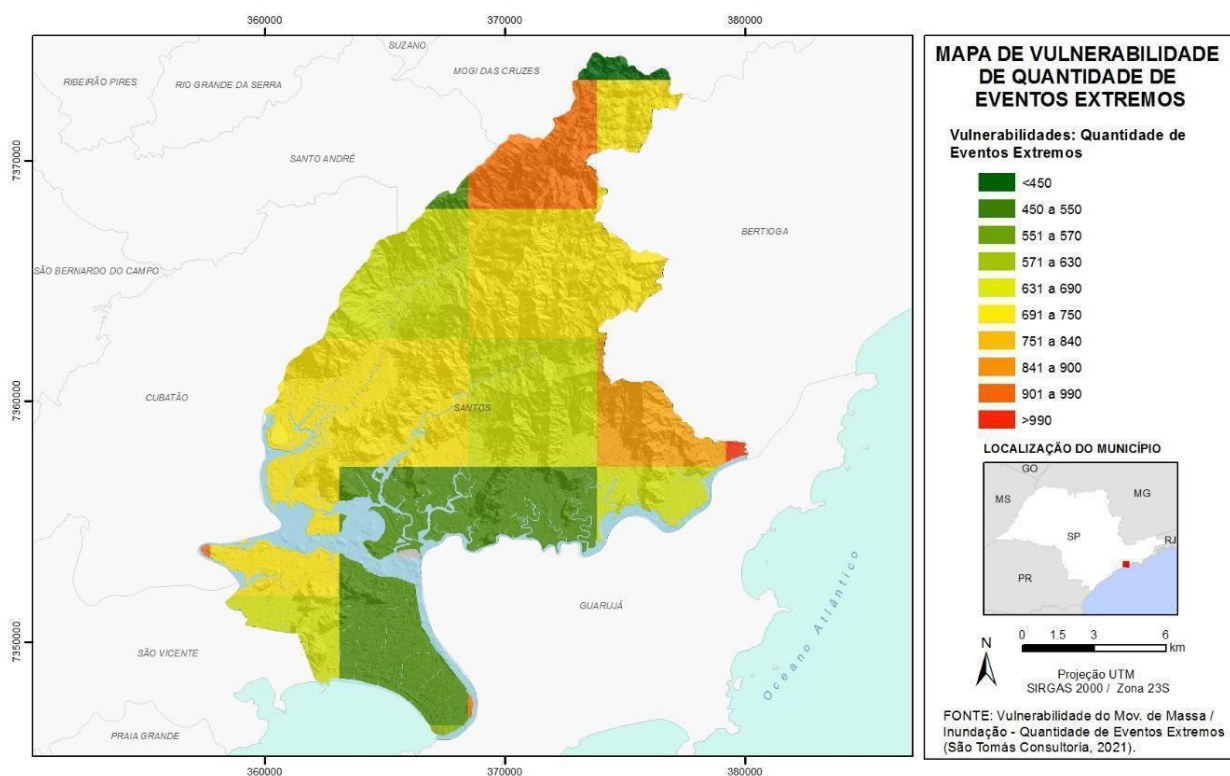 360000
370000
380000
SUZANO
MOGI DAS CRUZES
RIBEIRÃO PIRES
RIO GRANDE DA SERRA
7370000
SANTO ANDRÉ
BERTIOGA
SÃO BERNARDO DO CAMPO
CUBATÃO
7360000
SANTOS
GUARUJÁ
Oceano Atlântico
7350000
SÃO VICENTE
PRAIA GRANDE
360000
370000
380000
MAPA DE VULNERABILIDADE
DE QUANTIDADE DE
EVENTOS EXTREMOS
Vulnerabilidades: Quantidade de
Eventos Extremos
<450
450 a 550
551 a 570
571 a 630
631 a 690
691 a 750
751 a 840
841 a 900
901 a 990
>990
LOCALIZAÇÃO DO MUNICÍPIO
GO
MS
MG
SP
RJ
PR
N
0 1.5 3 6
km
Projeção UTM
SIRGAS 2000 / Zona 23S
FONTE: Vulnerabilidade do Mov. de Massa /
Inundação - Quantidade de Eventos Extremos
(São Tomás Consultoria, 2021).